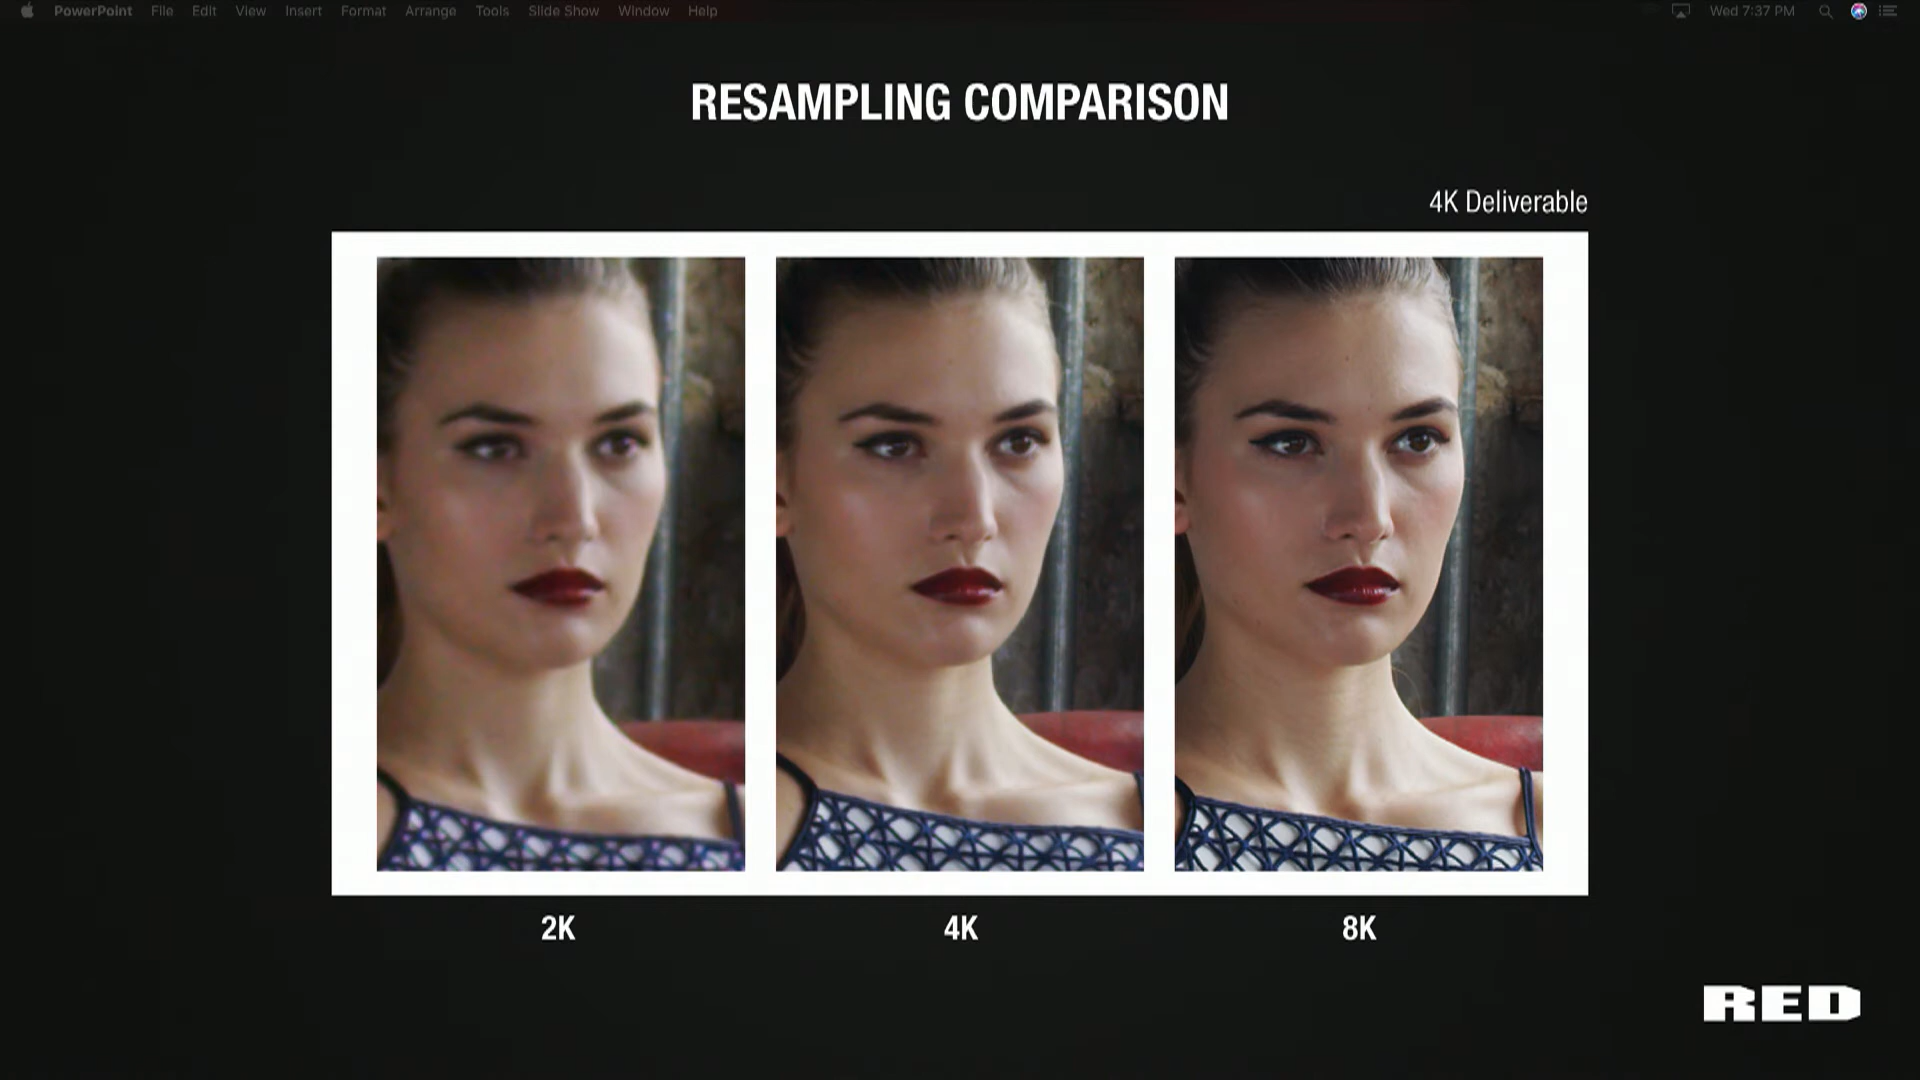 PowerPoint File Edit View Insert Format Arrange Tools Slide Show Window Help Wed 7:37 PM
RESAMPLING COMPARISON
4K Deliverable
2K 4K 8K
RED